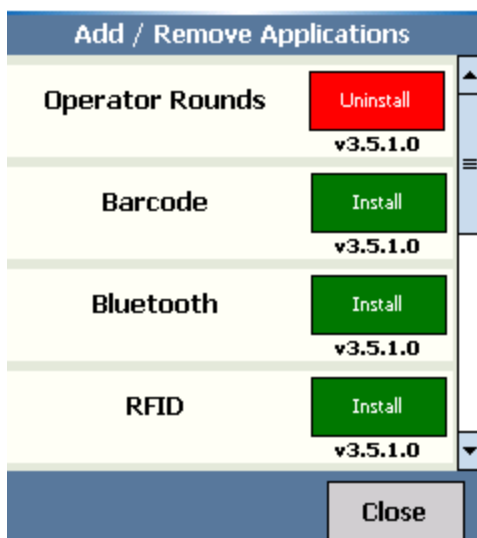 Add / Remove Applications
Operator Rounds
Uninstall
v3.5.1.0
Barcode
Install
v3.5.1.0
Bluetooth
Install
v3.5.1.0
RFID
Install
v3.5.1.0
Close